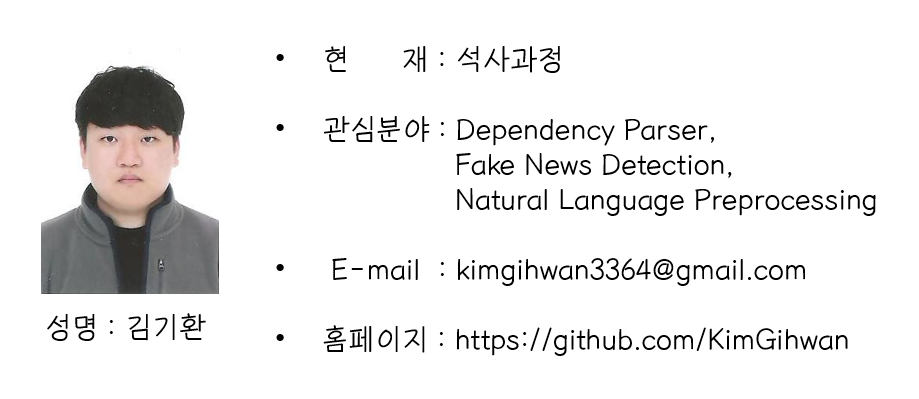 • 현 재 : 석사과정
• 관심분야 : Dependency Parser,
Fake News Detection,
Natural Language Preprocessing
• E-mail : kimgihwan3364@gmail.com
• 홈페이지 : https://github.com/KimGihwan
성명 : 김기환